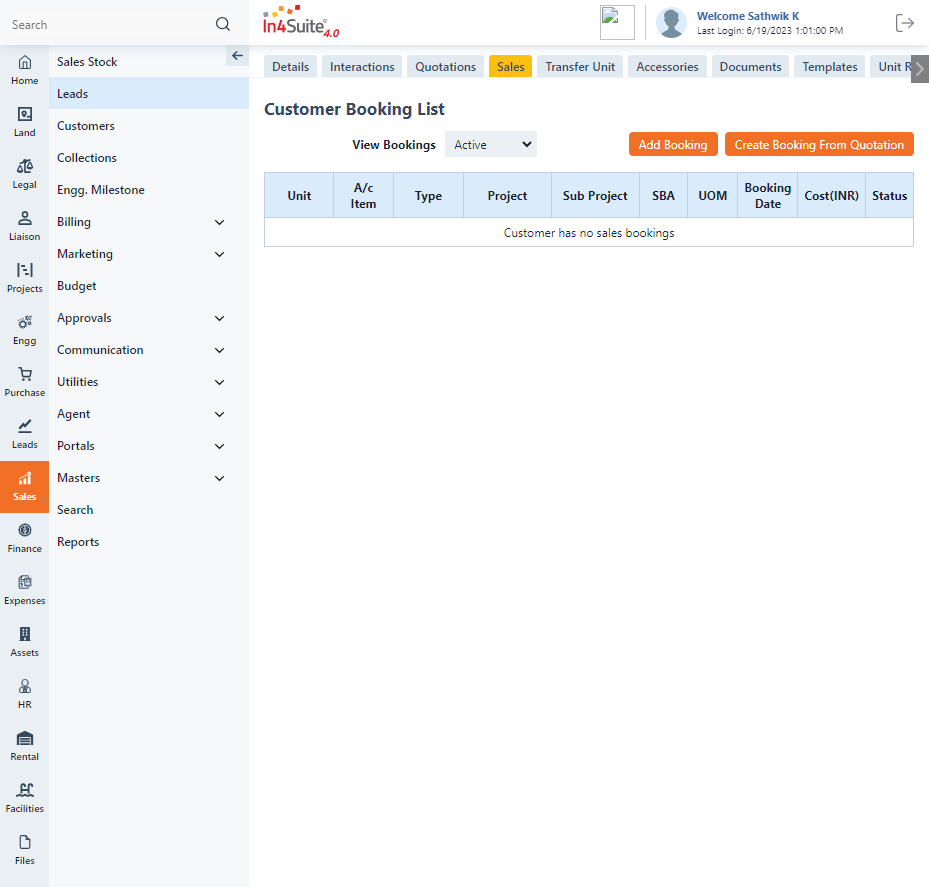 Search
In4Suite® 4.0
Welcome Sathwik K
Last Login: 6/19/2023 1:01:00 PM
Home
Land
Legal
Liaison
Projects
Engg
Purchase
Leads
Sales
Finance
Expenses
Assets
HR
Rental
Facilities
Files
Sales Stock
Leads
Customers
Collections
Engg. Milestone
Billing
Marketing
Budget
Approvals
Communication
Utilities
Agent
Portals
Masters
Search
Reports
Details Interactions Quotations Sales Transfer Unit Accessories Documents Templates Unit R
Customer Booking List
View Bookings Active Add Booking Create Booking From Quotation
Unit A/c Item Type Project Sub Project SBA UOM Booking Date Cost(INR) Status
Customer has no sales bookings